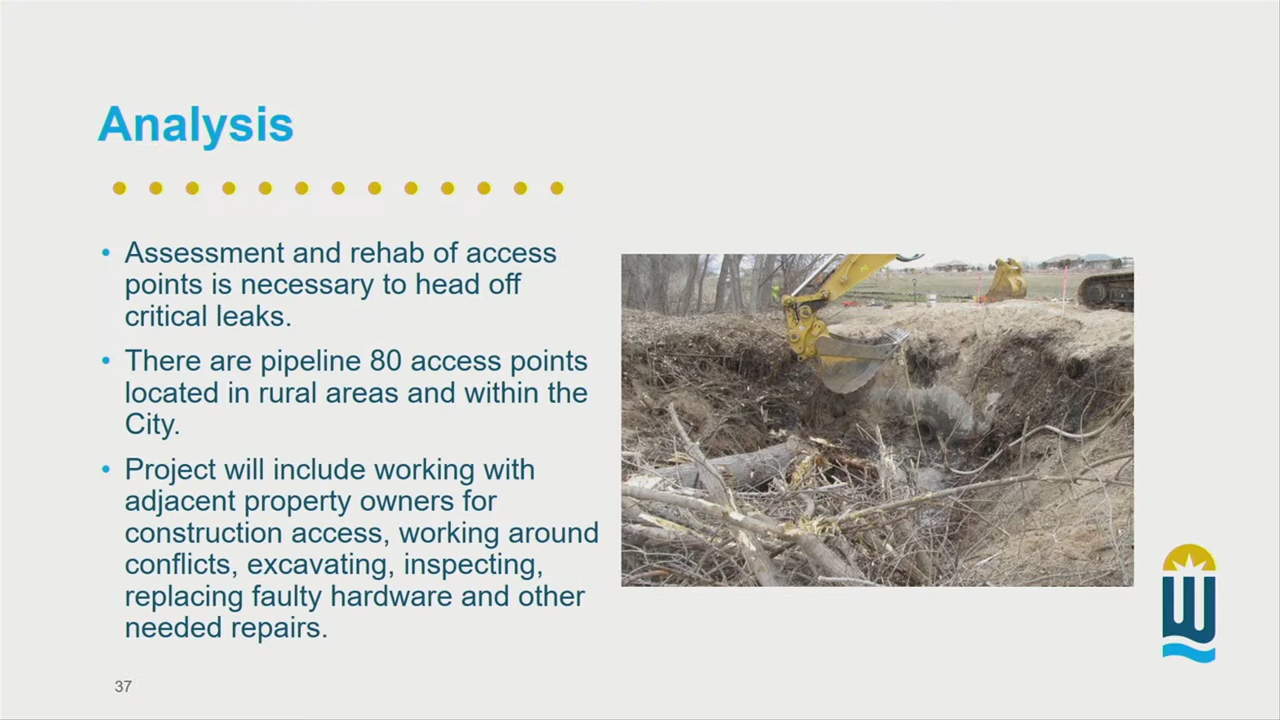 Analysis
• Assessment and rehab of access
points is necessary to head off
critical leaks.
• There are pipeline 80 access points
located in rural areas and within the
City.
• Project will include working with
adjacent property owners for
construction access, working around
conflicts, excavating, inspecting,
replacing faulty hardware and other
needed repairs.
W
37